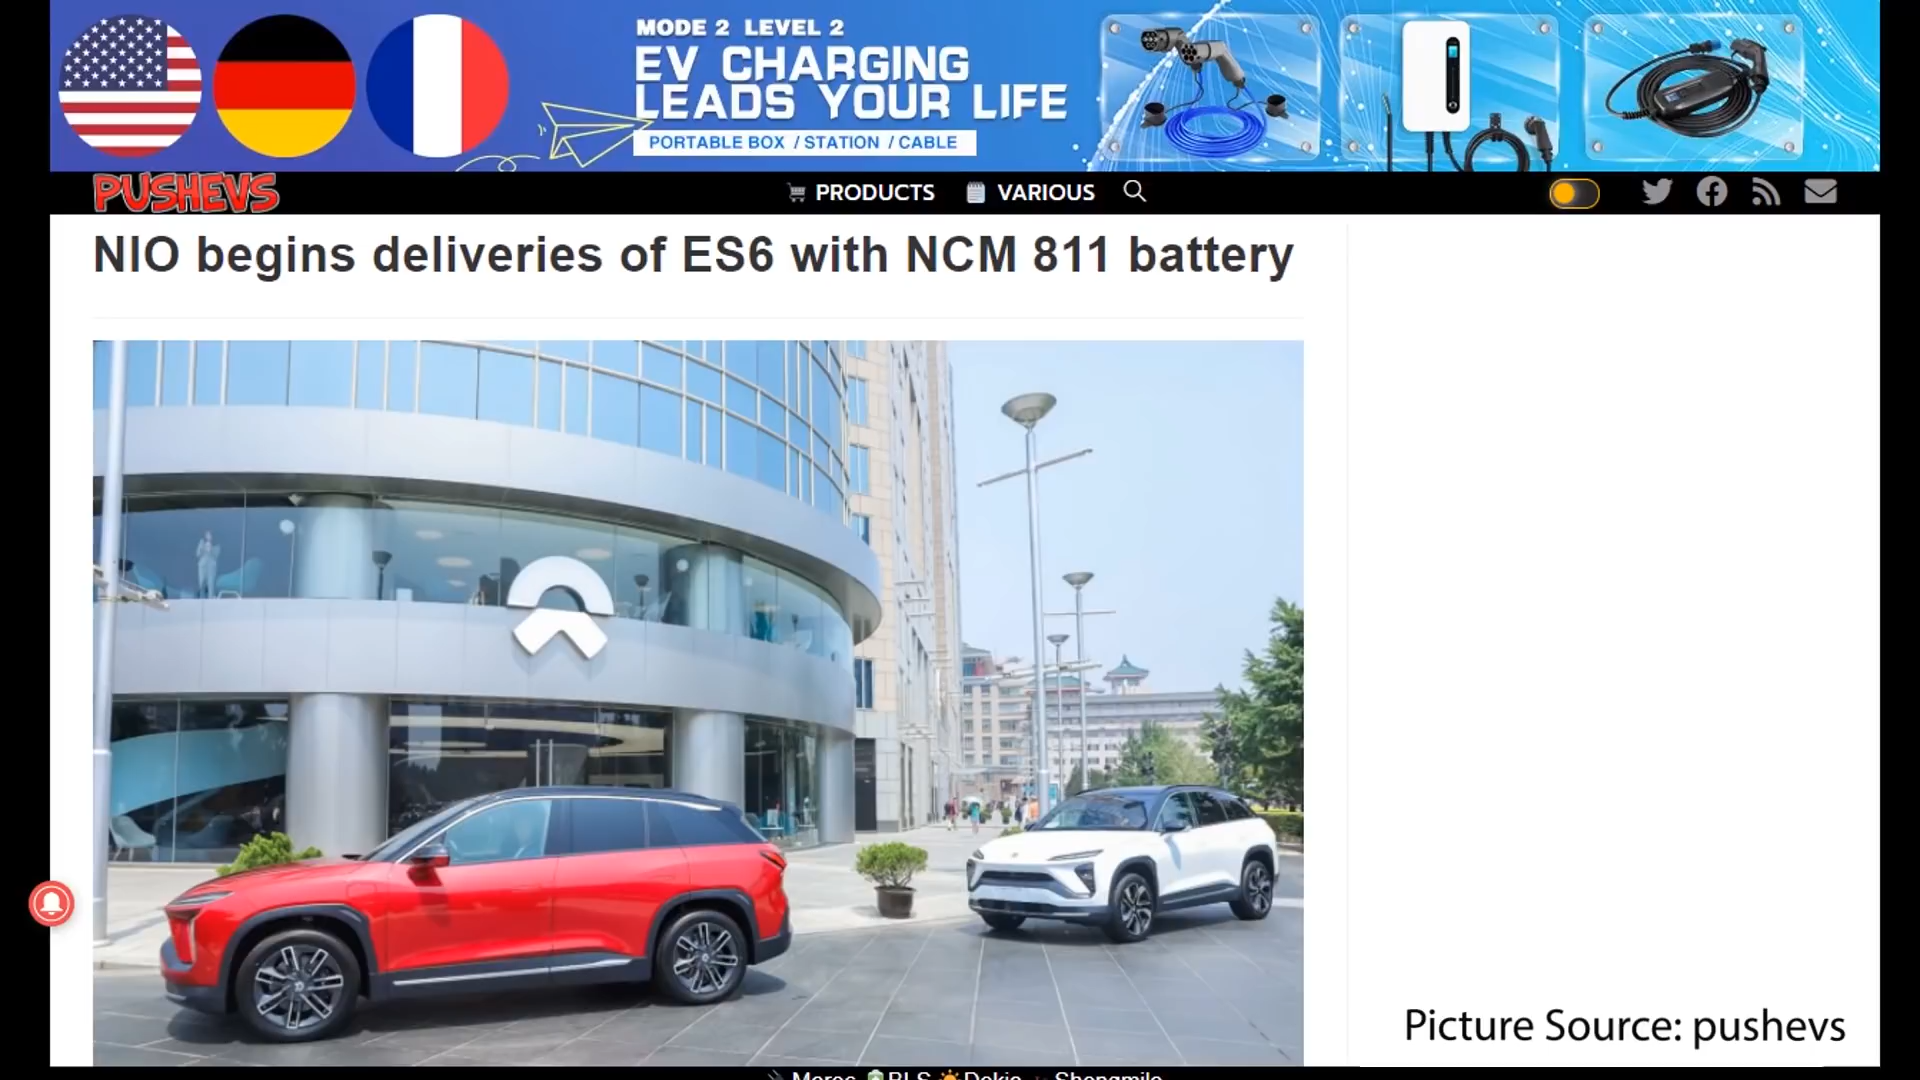 MODE 2 LEVEL 2
EV CHARGING
LEADS YOUR LIFE
PORTABLE BOX / STATION / CABLE
PUSHEVS
PRODUCTS
VARIOUS
NIO begins deliveries of ES6 with NCM 811 battery
Picture Source: pushevs